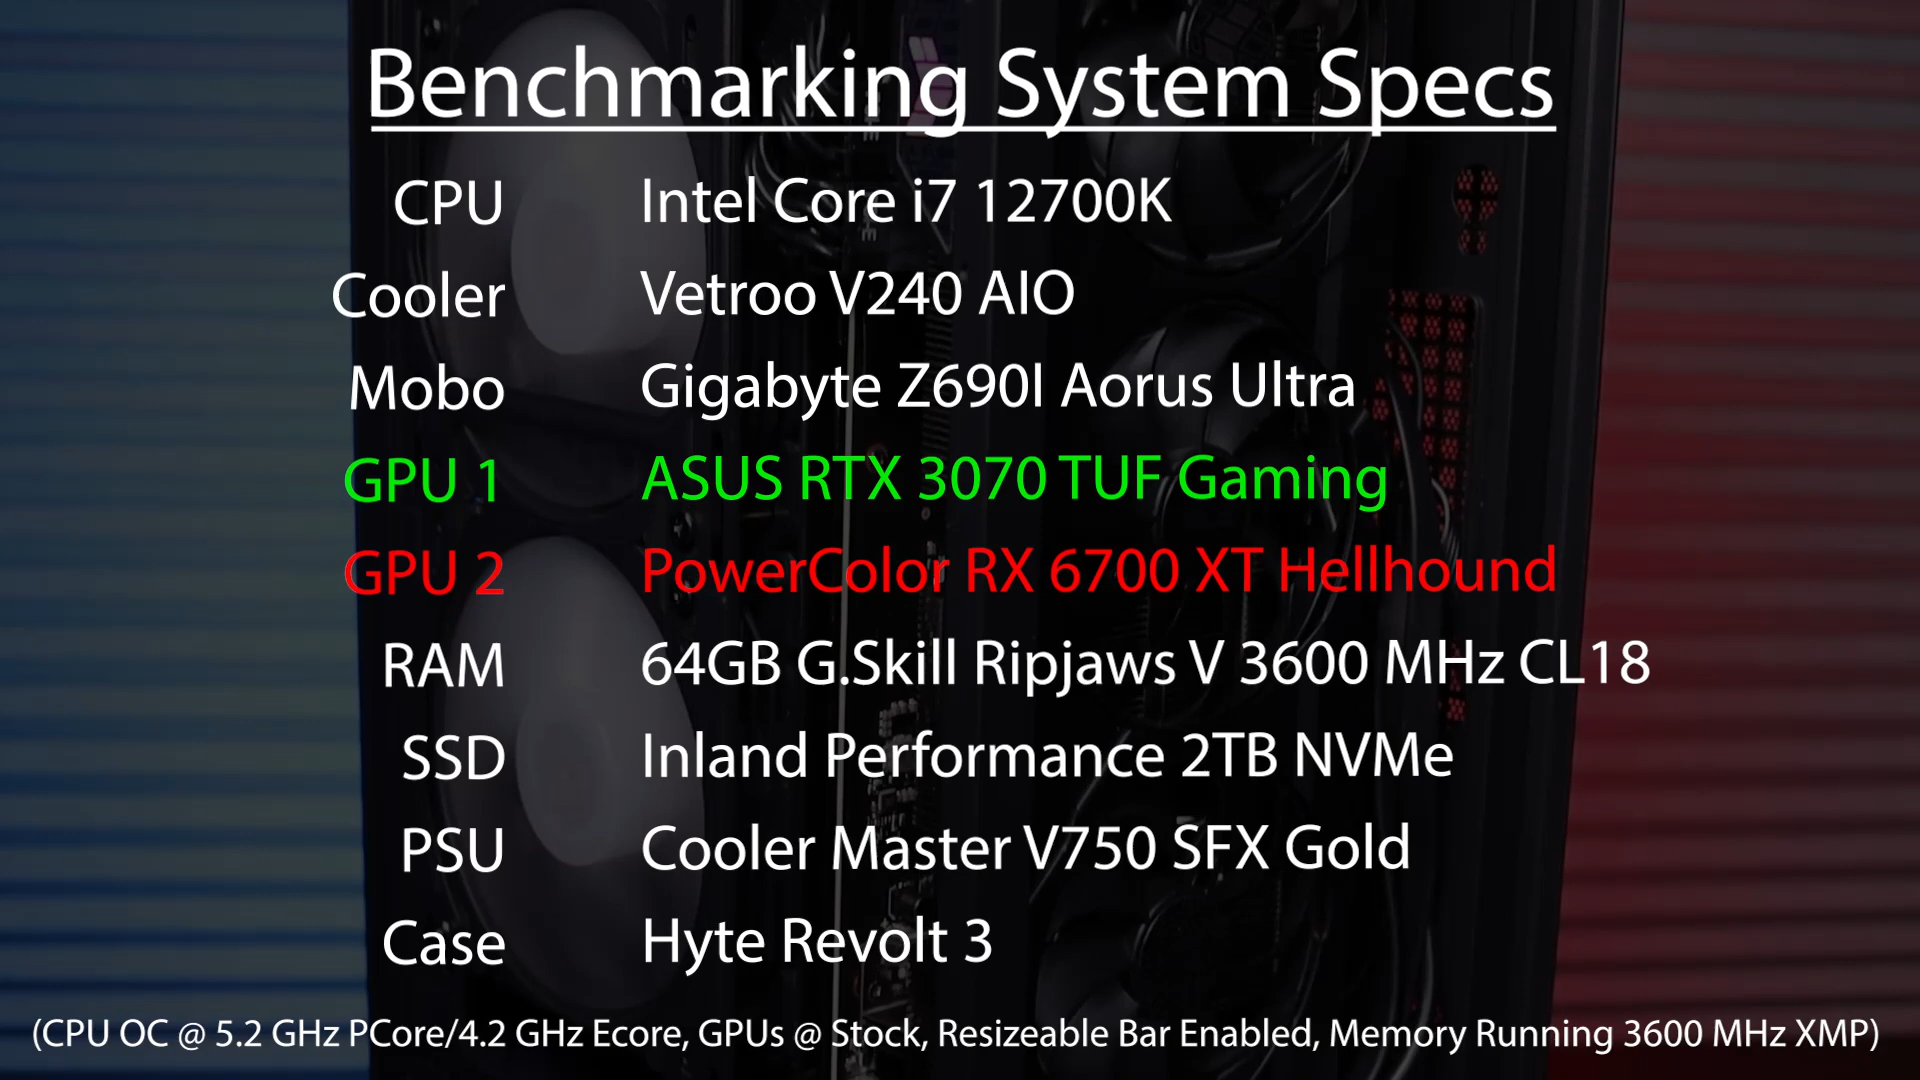 Benchmarking System Specs
CPU Intel Core i7 12700K
Cooler Vetroo V240 AIO
Mobo Gigabyte Z690I Aorus Ultra
GPU 1 ASUS RTX 3070 TUF Gaming
GPU 2 PowerColor RX 6700 XT Hellhound
RAM 64GB G.Skill Ripjaws V 3600 MHz CL18
SSD Inland Performance 2TB NVMe
PSU Cooler Master V750 SFX Gold
Case Hyte Revolt 3
(CPU OC @ 5.2 GHz PCore/4.2 GHz Ecore, GPUs @ Stock, Resizeable Bar Enabled, Memory Running 3600 MHz XMP)